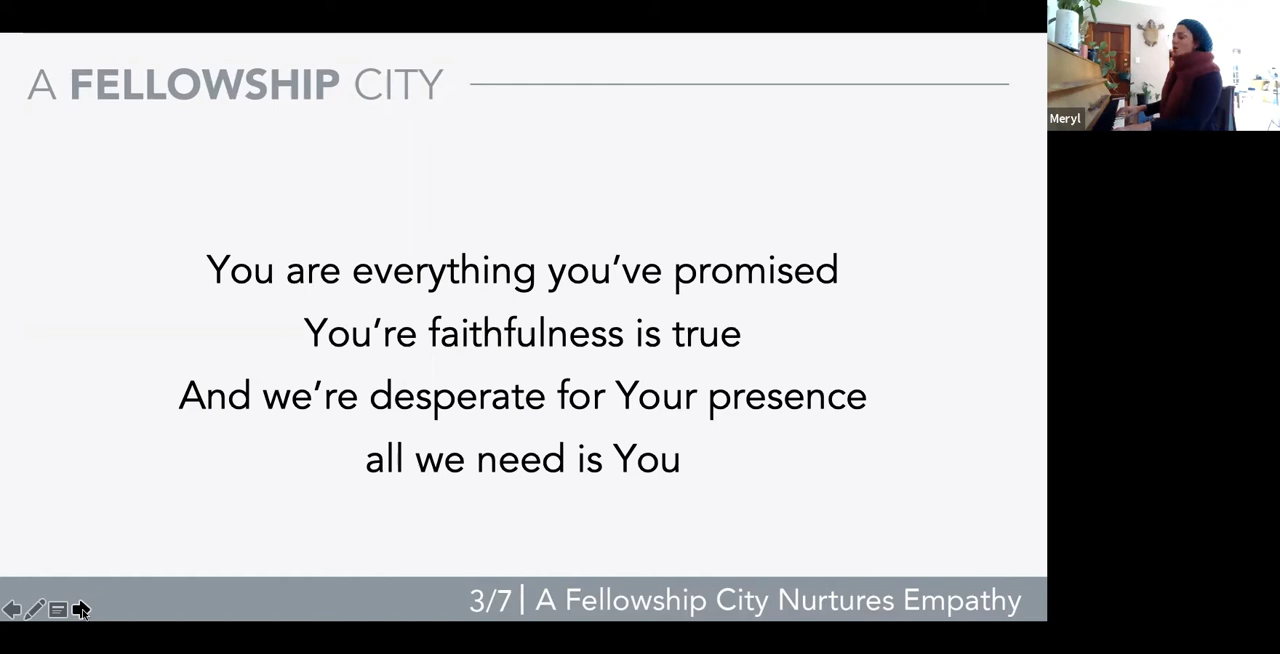 A FELLOWSHIP CITY
Meryl
You are everything you’ve promised
You’re faithfulness is true
And we’re desperate for Your presence
all we need is You
3/7 | A Fellowship City Nurtures Empathy